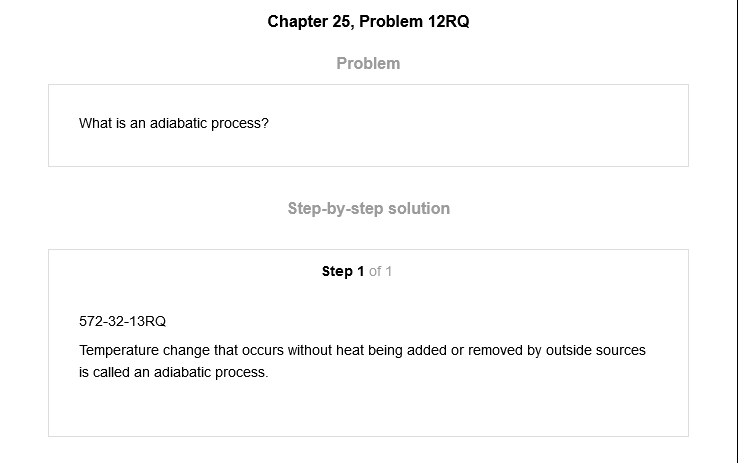 Chapter 25, Problem 12RQ
Problem
What is an adiabatic process?
Step-by-step solution
Step 1 of 1
572-32-13RQ
Temperature change that occurs without heat being added or removed by outside sources
is called an adiabatic process.